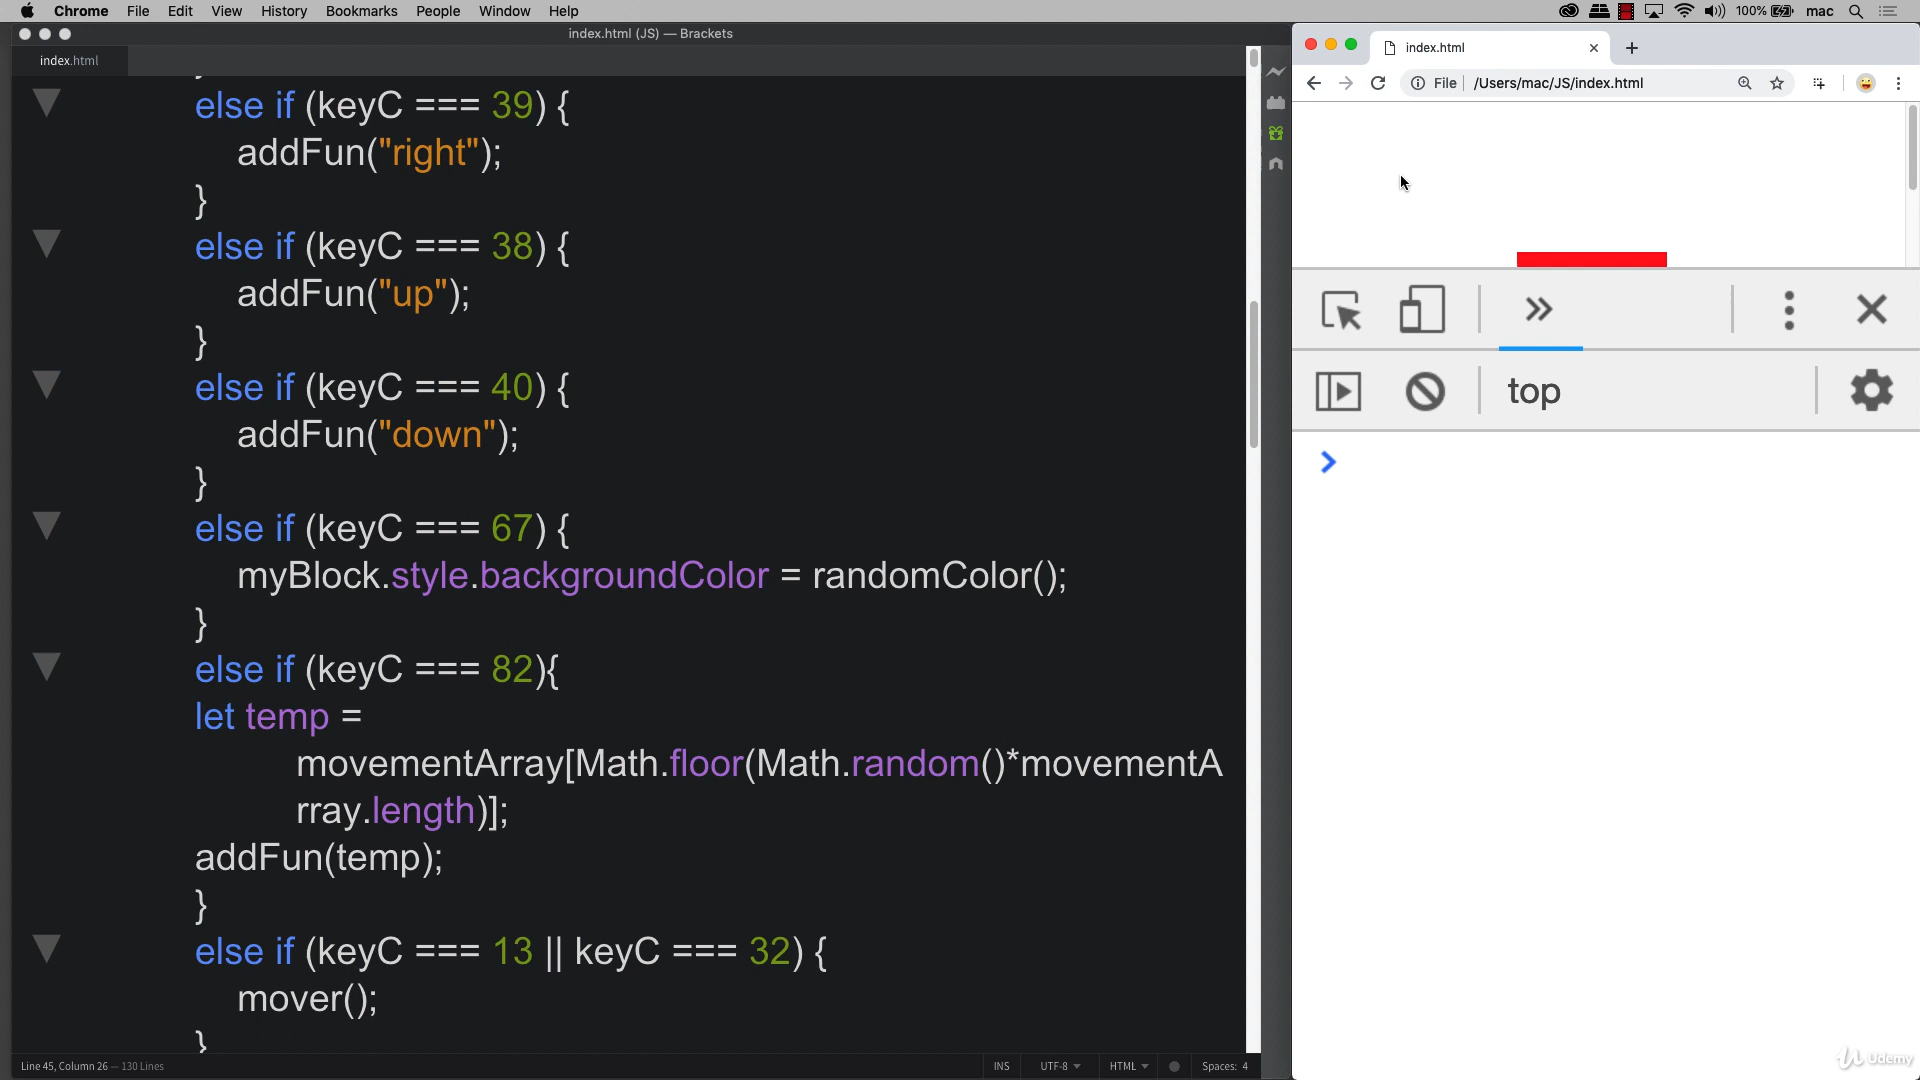 Chrome File Edit View History Bookmarks People Window Help 100% mac
index.html (JS) — Brackets
index.html
else if (keyC === 39) {
addFun("right");
}
else if (keyC === 38) {
addFun("up");
}
else if (keyC === 40) {
addFun("down");
}
else if (keyC === 67) {
myBlock.style.backgroundColor = randomColor();
}
else if (keyC === 82){
let temp =
movementArray[Math.floor(Math.random()*movementA
rray.length)];
addFun(temp);
}
else if (keyC === 13 || keyC === 32) {
mover();
}
Line 45, Column 26 — 130 Lines
INS UTF-8 HTML Spaces: 4
index.html
File /Users/mac/JS/index.html
top
Udemy